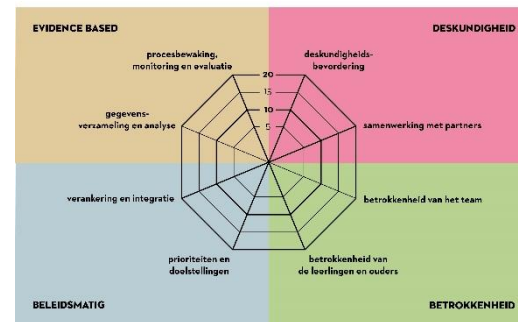 EVIDENCE BASED
DESKUNDIGHEID
procesbewaking,
monitoring en evaluatie
deskundigheids-
bevordering
20
15
10
5
gegevens-
verzameling en analyse
samenwerking met partners
verankering en integratie
betrokkenheid van het team
prioriteiten en
doelstellingen
betrokkenheid van
de leerlingen en ouders
BELEIDSMATIG
BETROKKENHEID